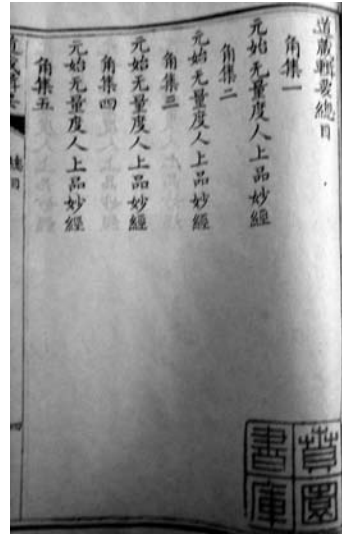 道藏輯要總目
角集一
元始无量度人上品妙經
角集二
元始无量度人上品妙經
角集三
元始无量度人上品妙經
角集四
元始无量度人上品妙經
角集五
賁園書庫
總目
四